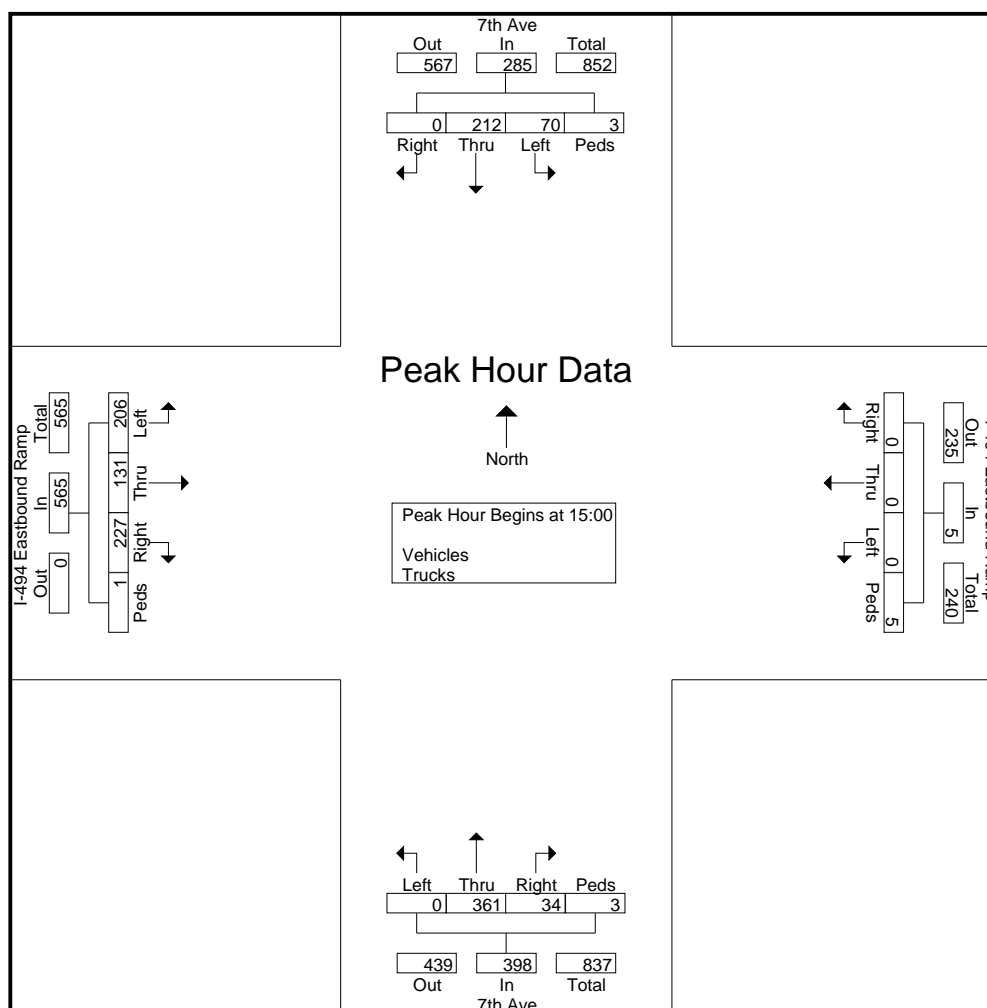 7th Ave
Out In Total
567 285 852
0 212 70 3
Right Thru Left Peds
Peak Hour Data
North
Peak Hour Begins at 15:00
Vehicles
Trucks
I-494 Eastbound Ramp
Total In Out
565 565 0
206 131 227 1
Left Thru Right Peds
Right Thru Left Peds
0 0 0 5
235 5 240
Out In Total
Left Thru Right Peds
0 361 34 3
439 398 837
Out In Total
7th Ave